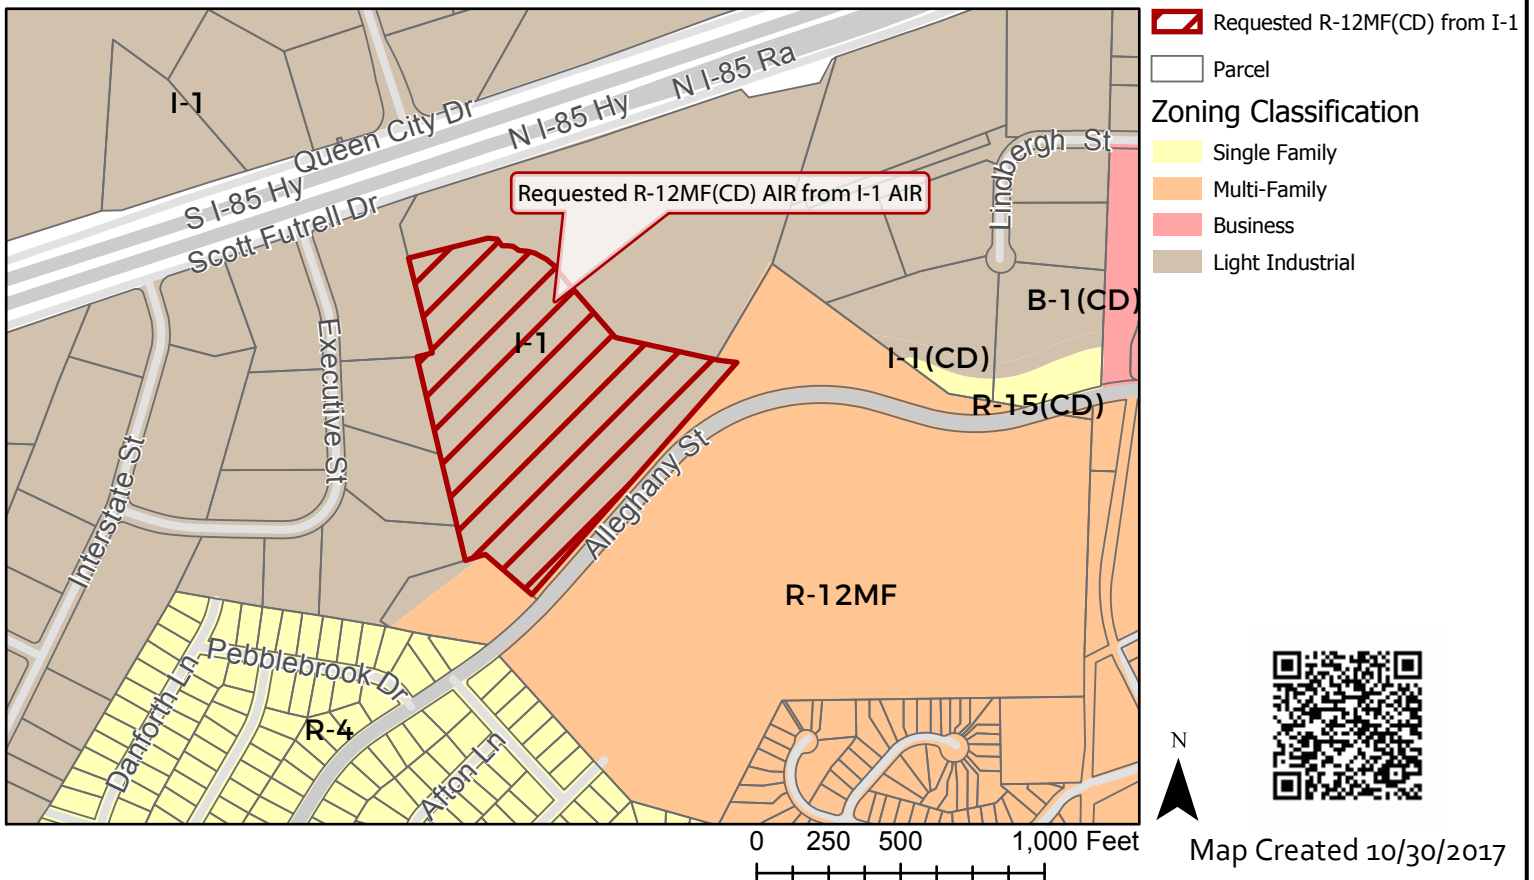 I-1
Queen City Dr
N I-85 Ra
N I-85 Hy
S I-85 Hy
Scott Futrell Dr
Lindbergh St
Requested R-12MF(CD) AIR from I-1 AIR
B-1(CD)
I-1
I-1(CD)
R-15(CD)
Executive St
Interstate St
Alleghany St
R-12MF
Pebblebrook Dr
Danforth Ln
R-4
Afton Ln
Requested R-12MF(CD) from I-1
Parcel
Zoning Classification
Single Family
Multi-Family
Business
Light Industrial
N
0 250 500 1,000 Feet
Map Created 10/30/2017